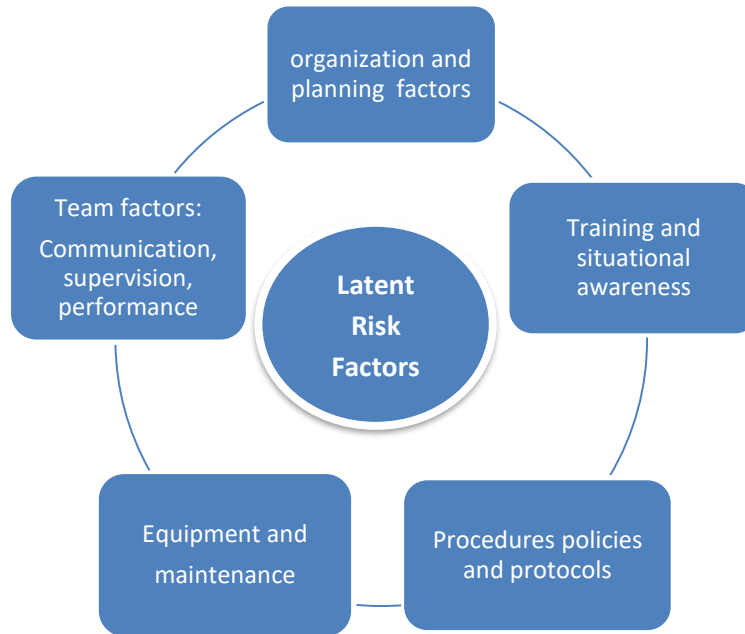 organization and
planning factors
Team factors:
Communication,
supervision,
performance
Training and
situational
awareness
Latent
Risk
Factors
Equipment and
maintenance
Procedures policies
and protocols